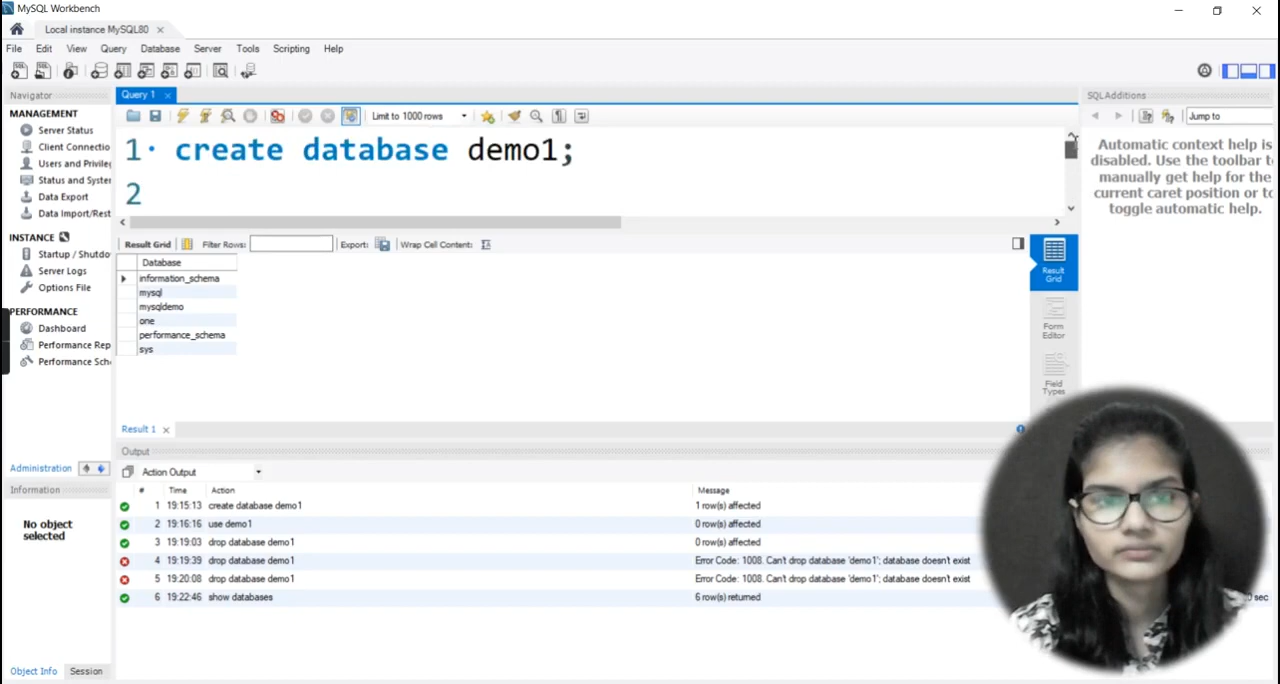 MySQL Workbench
Local instance MySQL80
File Edit View Query Database Server Tools Scripting Help
Navigator
MANAGEMENT
Server Status
Client Connectio
Users and Privileg
Status and System
Data Export
Data Import/Rest
INSTANCE
Startup / Shutdo
Server Logs
Options File
PERFORMANCE
Dashboard
Performance Rep
Performance Sch
Administration
Information
No object
selected
Object Info Session
Query 1
Limit to 1000 rows
1 create database demo1;
2
Result Grid Filter Rows: Export: Wrap Cell Content:
Database
information_schema
mysql
mysqldemo
one
performance_schema
sys
Result
Grid
Form
Editor
Field
Types
Result 1
Output
Action Output
# Time Action Message
1 19:15:13 create database demo1 1 row(s) affected
2 19:16:16 use demo1 0 row(s) affected
3 19:19:03 drop database demo1 0 row(s) affected
4 19:19:39 drop database demo1 Error Code: 1008. Can't drop database 'demo1'; database doesn't exist
5 19:20:08 drop database demo1 Error Code: 1008. Can't drop database 'demo1'; database doesn't exist
6 19:22:46 show databases 6 row(s) returned
sec
SQLAdditions
Jump to
Automatic context help is
disabled. Use the toolbar to
manually get help for the
current caret position or to
toggle automatic help.